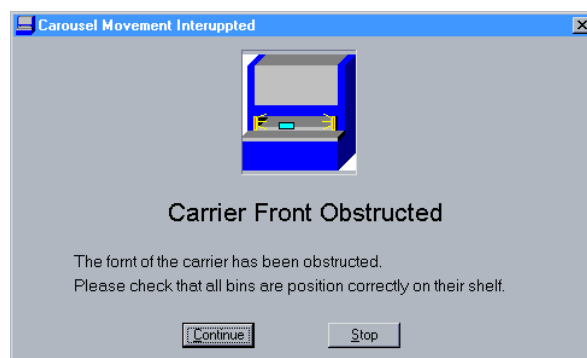 Carousel Movement Interuppted
Carrier Front Obstructed
The fornt of the carrier has been obstructed.
Please check that all bins are position correctly on their shelf.
Continue
Stop